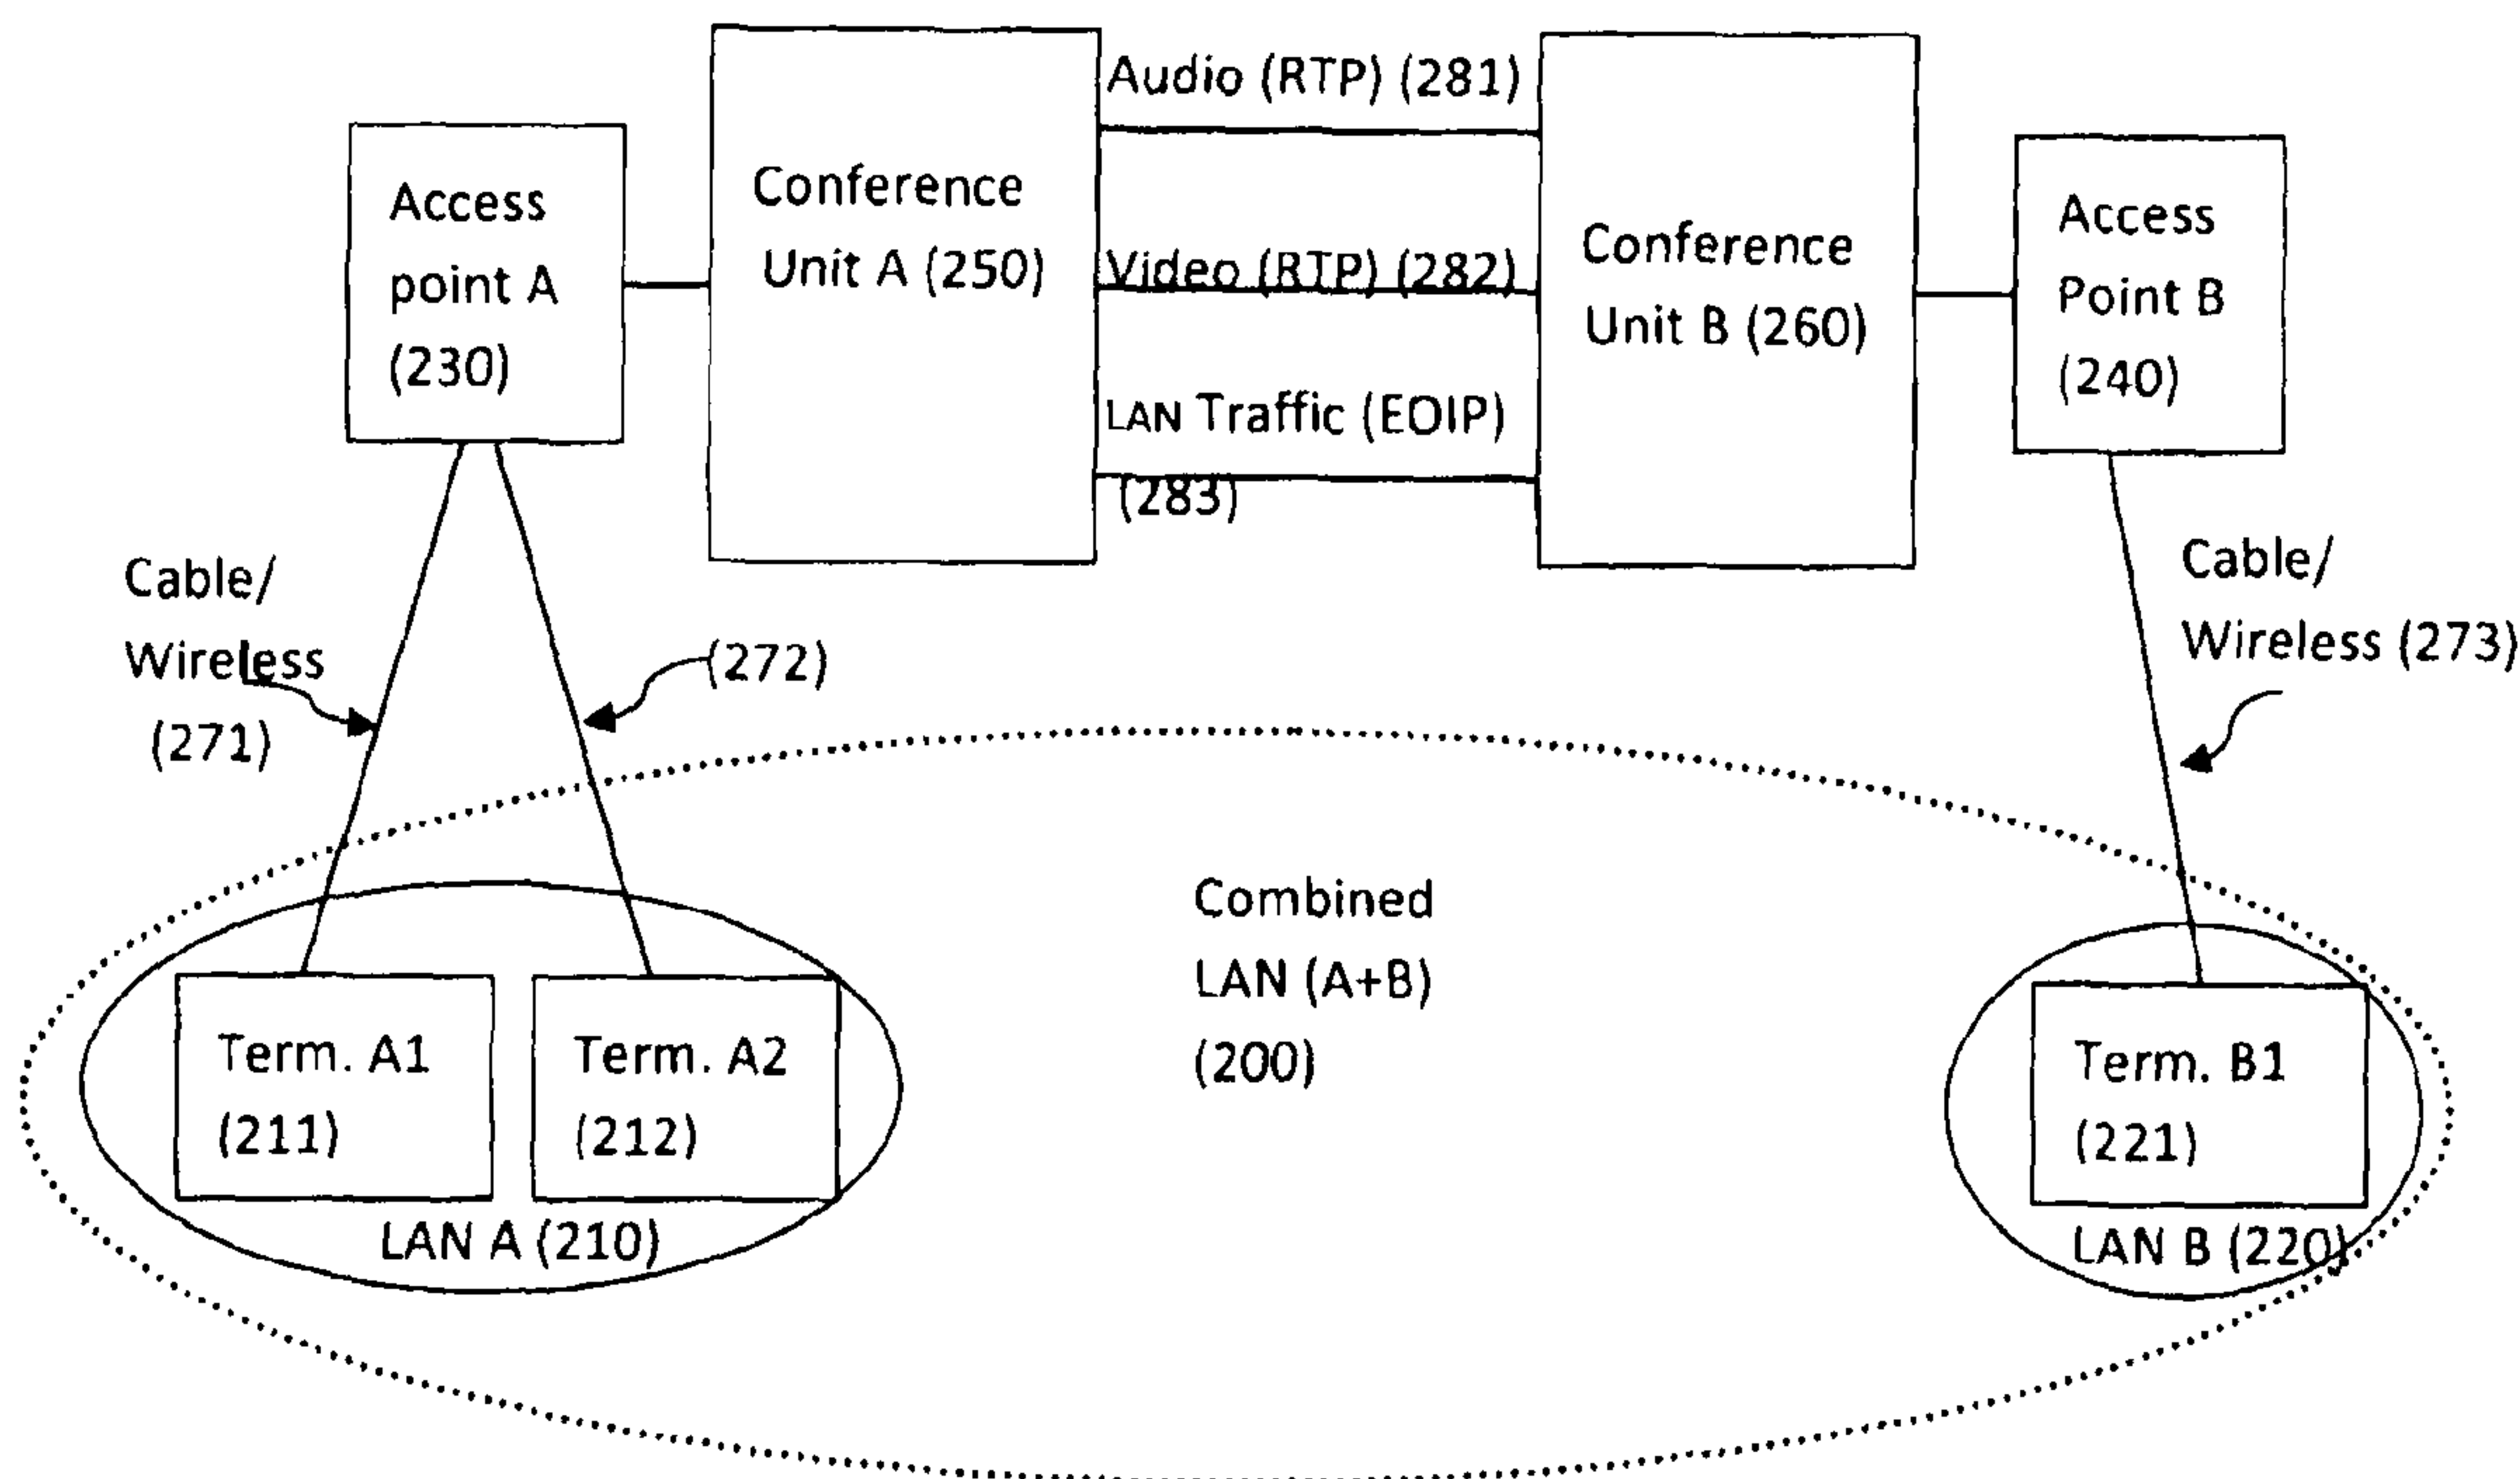 Access
point A
(230)
Conference
Unit A (250)
Audio (RTP) (281)
Video (RTP) (282)
LAN Traffic (EOIP)
(283)
Conference
Unit B (260)
Access
Point B
(240)
Cable/
Wireless
(271)
(272)
Cable/
Wireless (273)
Combined
LAN (A+B)
(200)
Term. A1
(211)
Term. A2
(212)
LAN A (210)
Term. B1
(221)
LAN B (220)